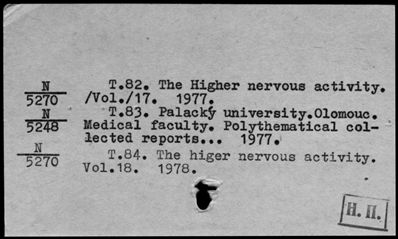 N T.82. The Higher nervous activity.
5270 /Vol./17. 1977.
N T.83. Palacký university.Olomouc.
5248 Medical faculty. Polythematical col-
lected reports... 1977.
N T.84. The higer nervous activity.
5270 Vol.18. 1978.
Н.П.